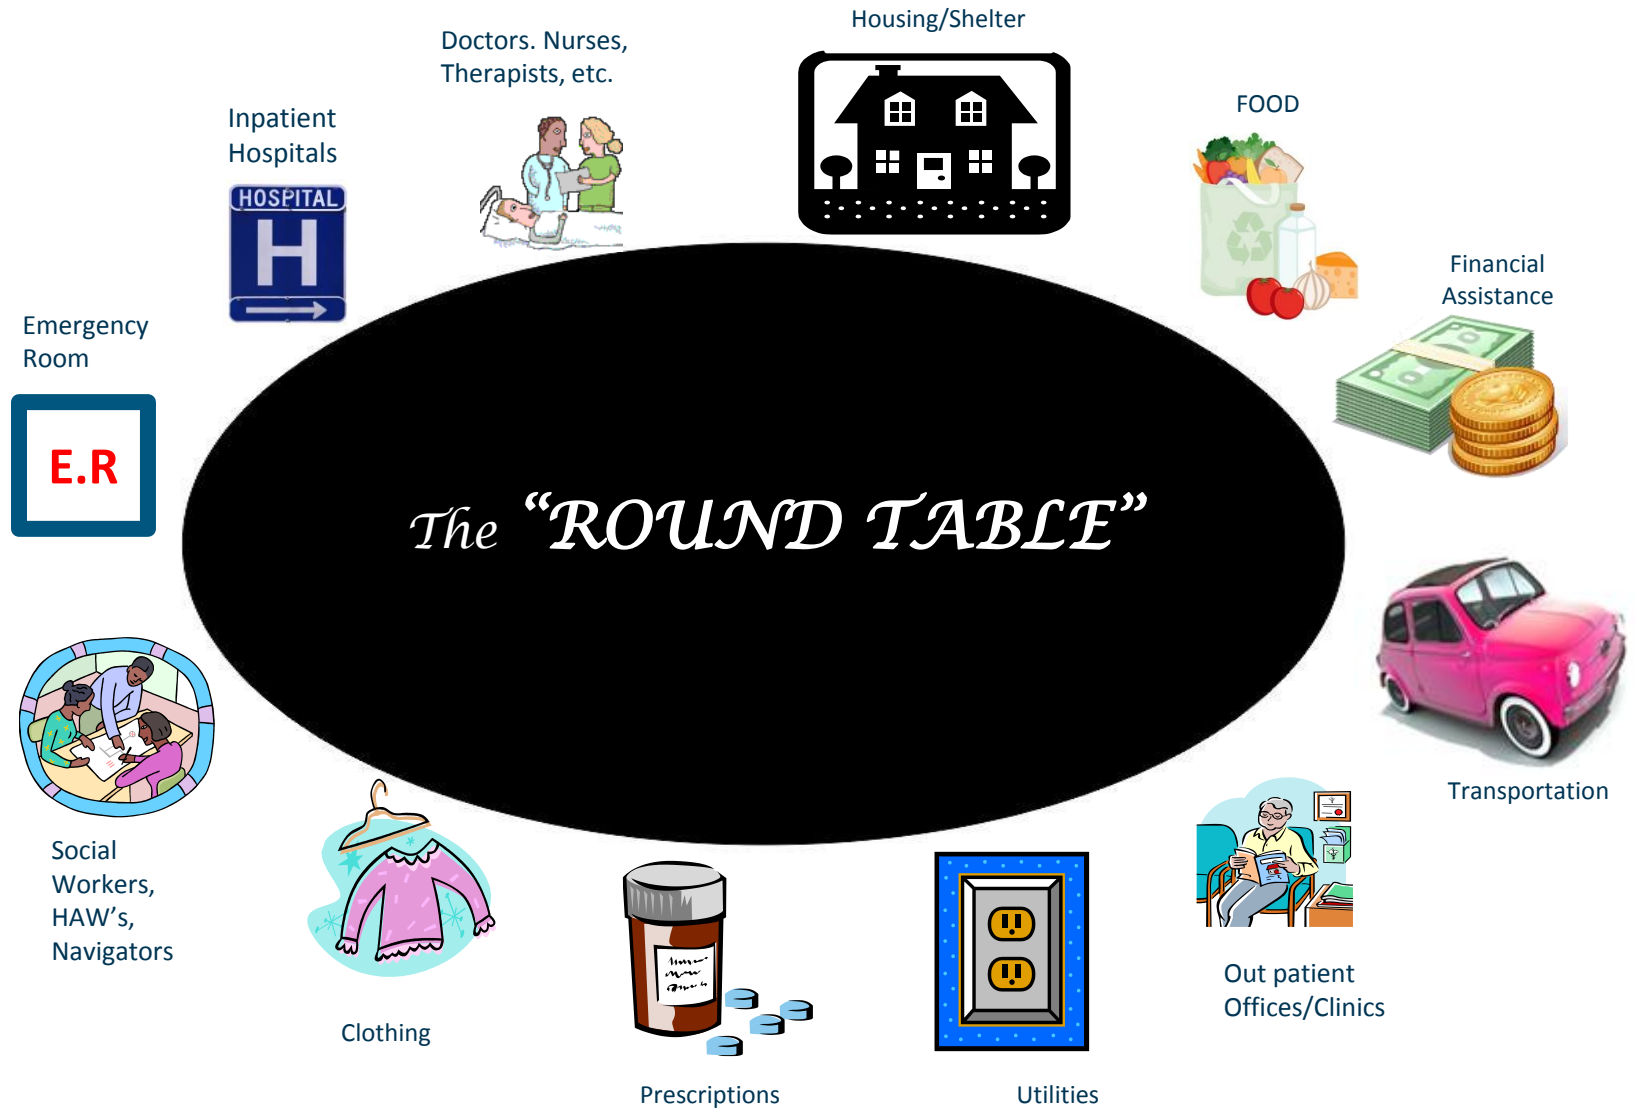 Housing/Shelter
Doctors. Nurses,
Therapists, etc.
FOOD
Inpatient
Hospitals
HOSPITAL
H
Financial
Assistance
Emergency
Room
E.R
The “ROUND TABLE”
Transportation
Social
Workers,
HAW’s,
Navigators
Out patient
Offices/Clinics
Clothing
Prescriptions
Utilities